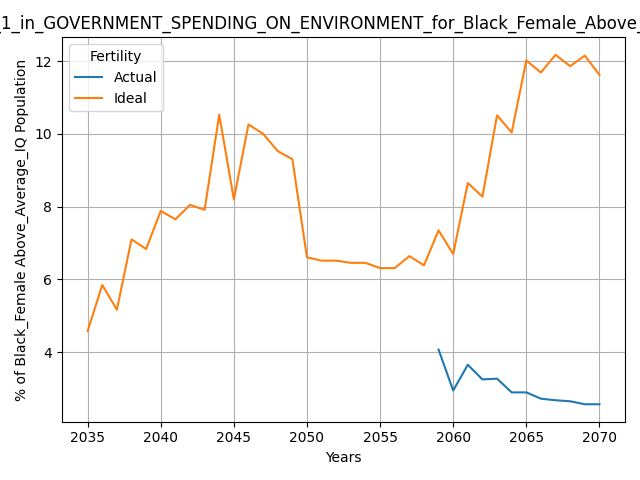 _1_in_GOVERNMENT_SPENDING_ON_ENVIRONMENT_for_Black_Female_Above_
Fertility
Actual
Ideal
% of Black_Female Above_Average_IQ Population
12
10
8
6
4
2035 2040 2045 2050 2055 2060 2065 2070
Years